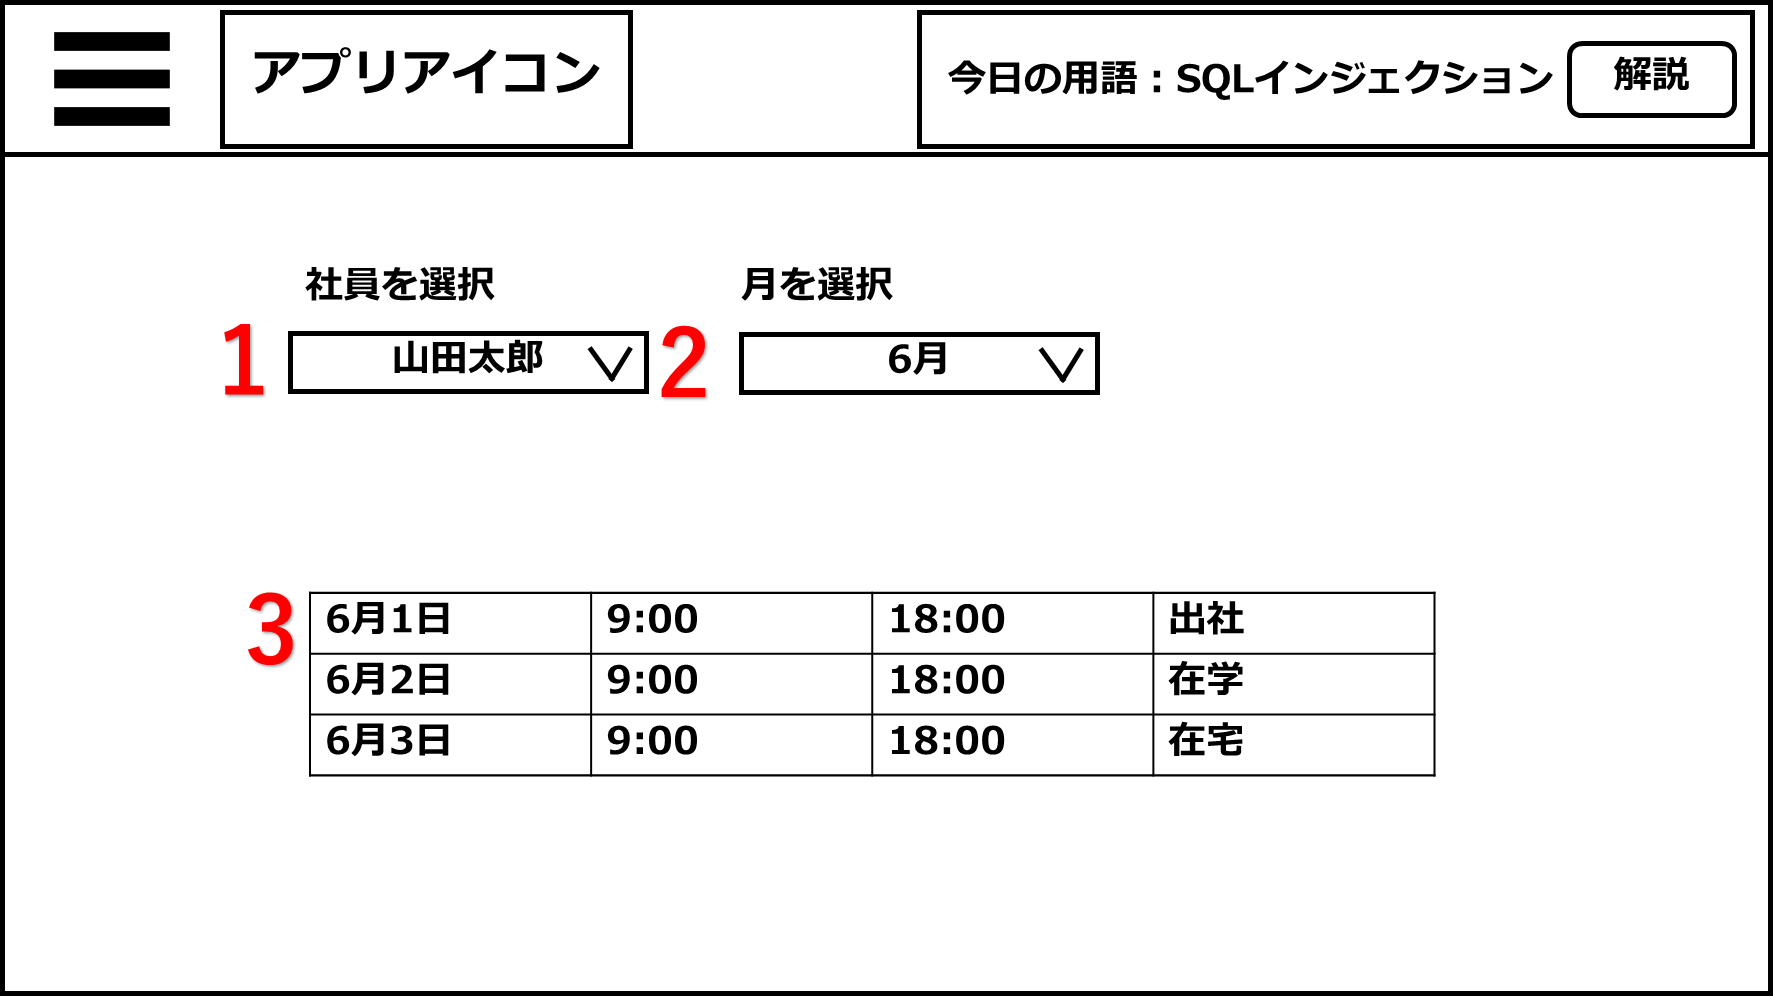 アプリアイコン
今日の用語：SQLインジェクション 解説
社員を選択 月を選択
1 山田太郎 2 6月
3 6月1日 9:00 18:00 出社
6月2日 9:00 18:00 在学
6月3日 9:00 18:00 在宅